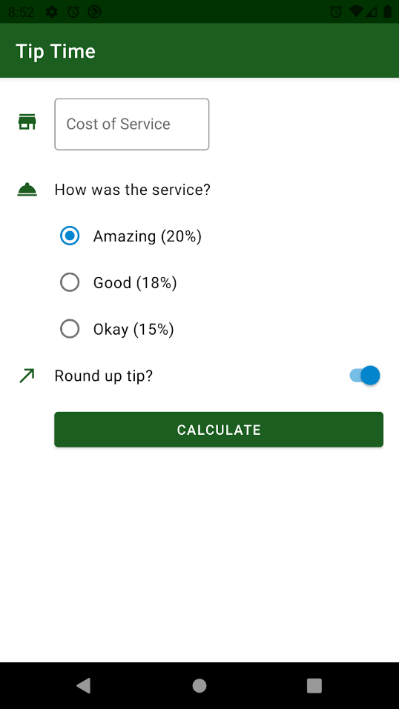 8:52
Tip Time
Cost of Service
How was the service?
Amazing (20%)
Good (18%)
Okay (15%)
Round up tip?
CALCULATE